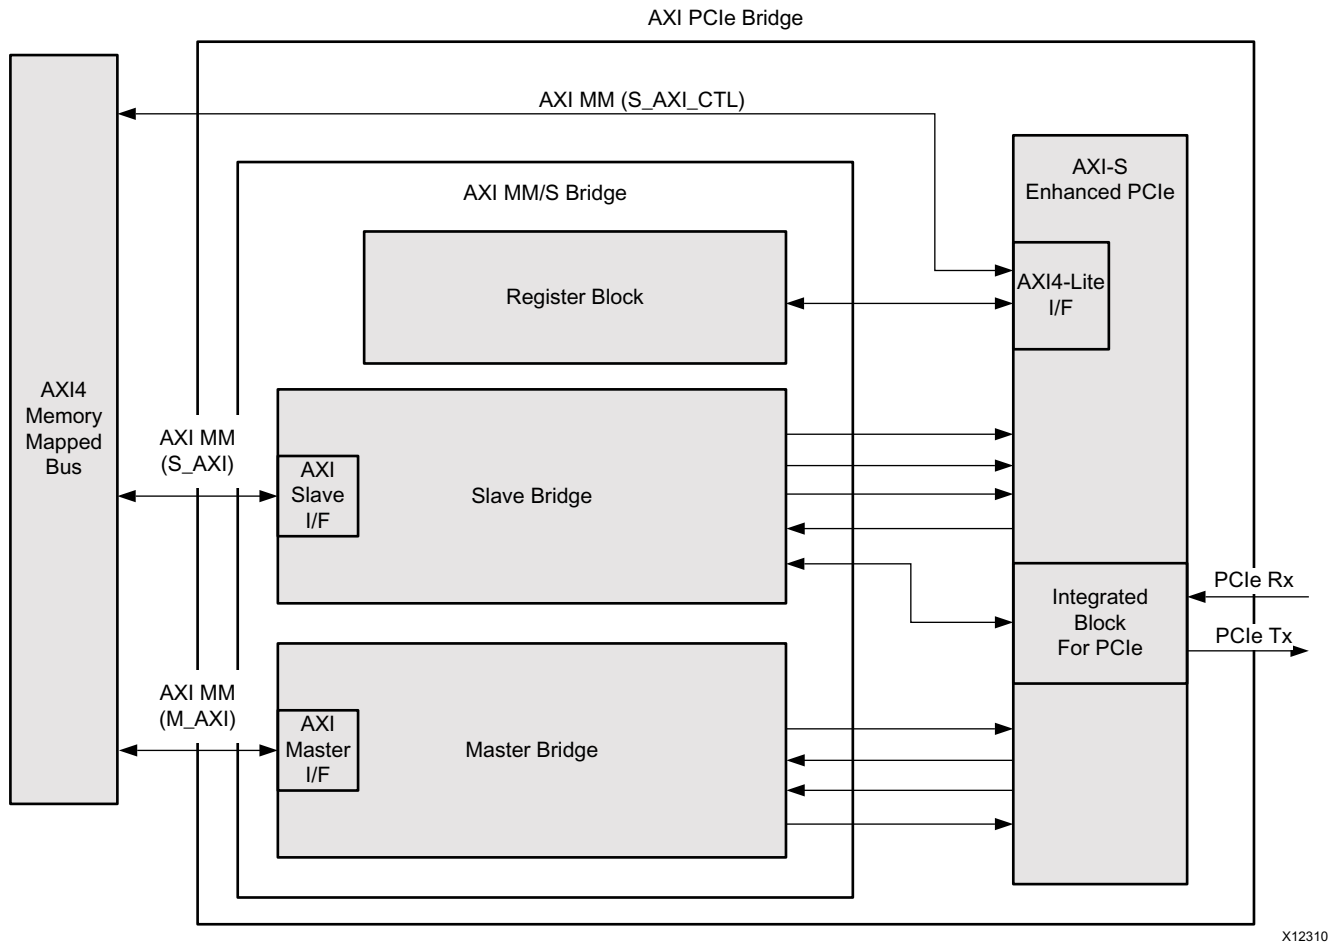 AXI PCIe Bridge
AXI MM (S_AXI_CTL)
AXI-S
Enhanced PCIe
AXI MM/S Bridge
AXI4-Lite
I/F
Register Block
AXI4
Memory
Mapped
Bus
AXI MM
(S_AXI)
AXI
Slave
I/F
Slave Bridge
PCIe Rx
Integrated
Block
For PCIe
PCIe Tx
AXI MM
(M_AXI)
AXI
Master
I/F
Master Bridge
X12310